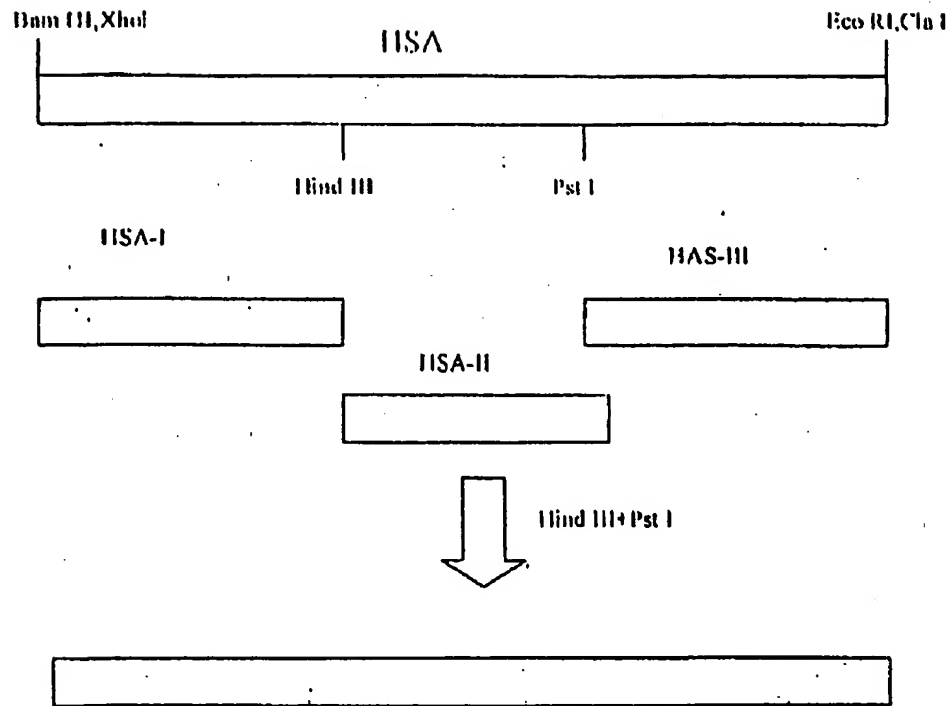 Bam HI,XhoI
Eco RI,Cla I
HSA
Hind III
Pst I
HSA-I
HAS-III
HSA-II
Hind III+Pst I